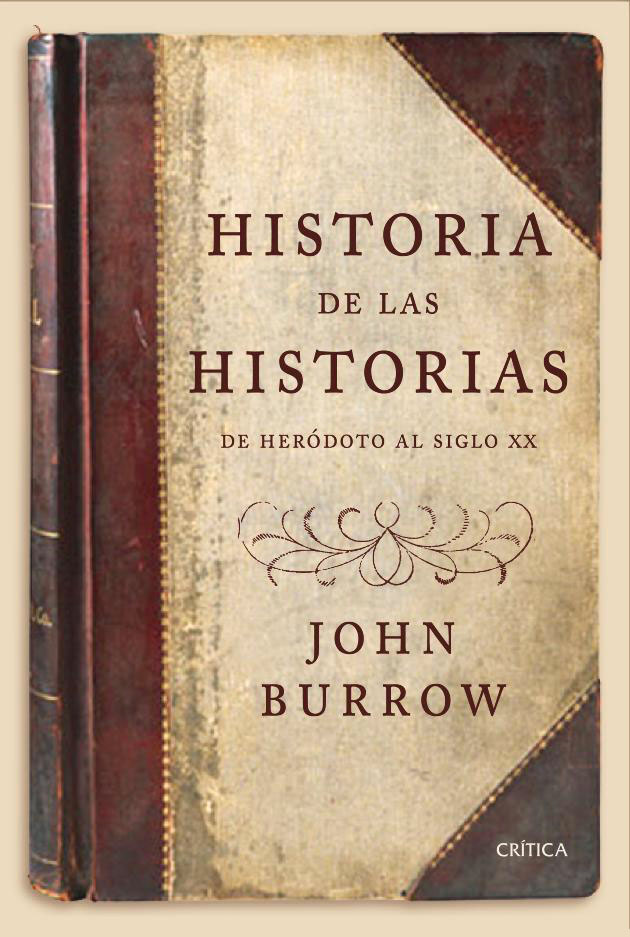 HISTORIA
DE LAS
HISTORIAS
DE HERÓDOTO AL SIGLO XX
JOHN
BURROW
CRÍTICA